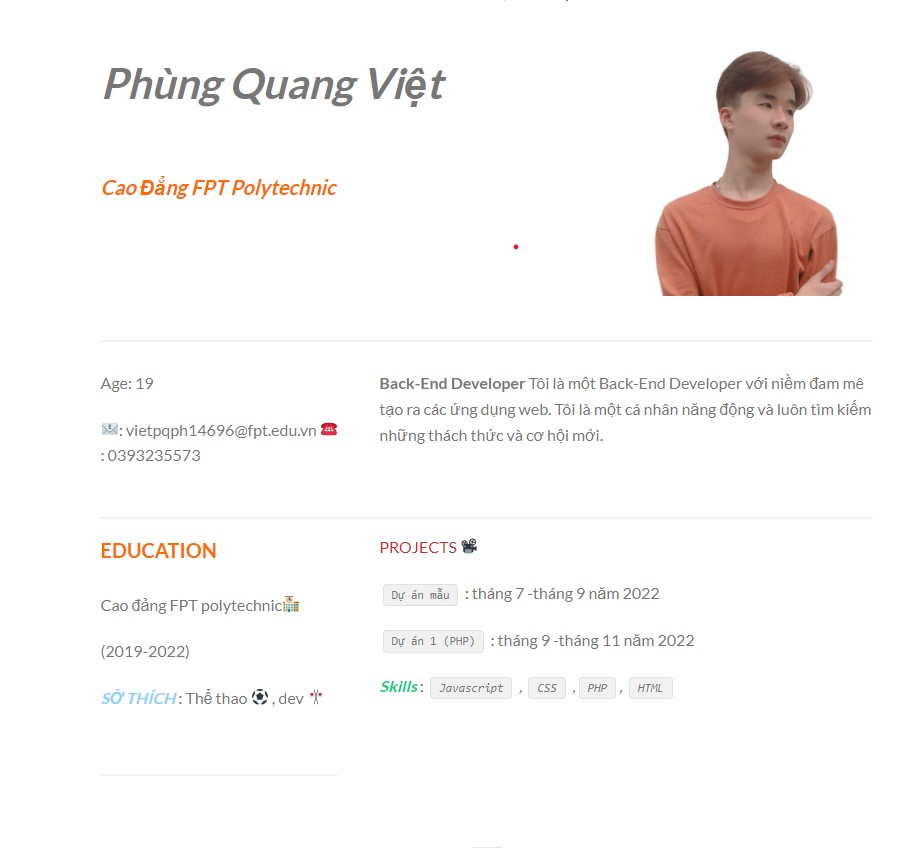 Phùng Quang Việt
Cao Đẳng FPT Polytechnic
Age: 19
: vietpqph14696@fpt.edu.vn
: 0393235573
Back-End Developer Tôi là một Back-End Developer với niềm đam mê
tạo ra các ứng dụng web. Tôi là một cá nhân năng động và luôn tìm kiếm
những thách thức và cơ hội mới.
EDUCATION
Cao đảng FPT polytechnic
(2019-2022)
SỞ THÍCH : Thể thao , dev
PROJECTS
Dự án mẫu : tháng 7 -tháng 9 năm 2022
Dự án 1 (PHP) : tháng 9 -tháng 11 năm 2022
Skills : Javascript , CSS , PHP , HTML